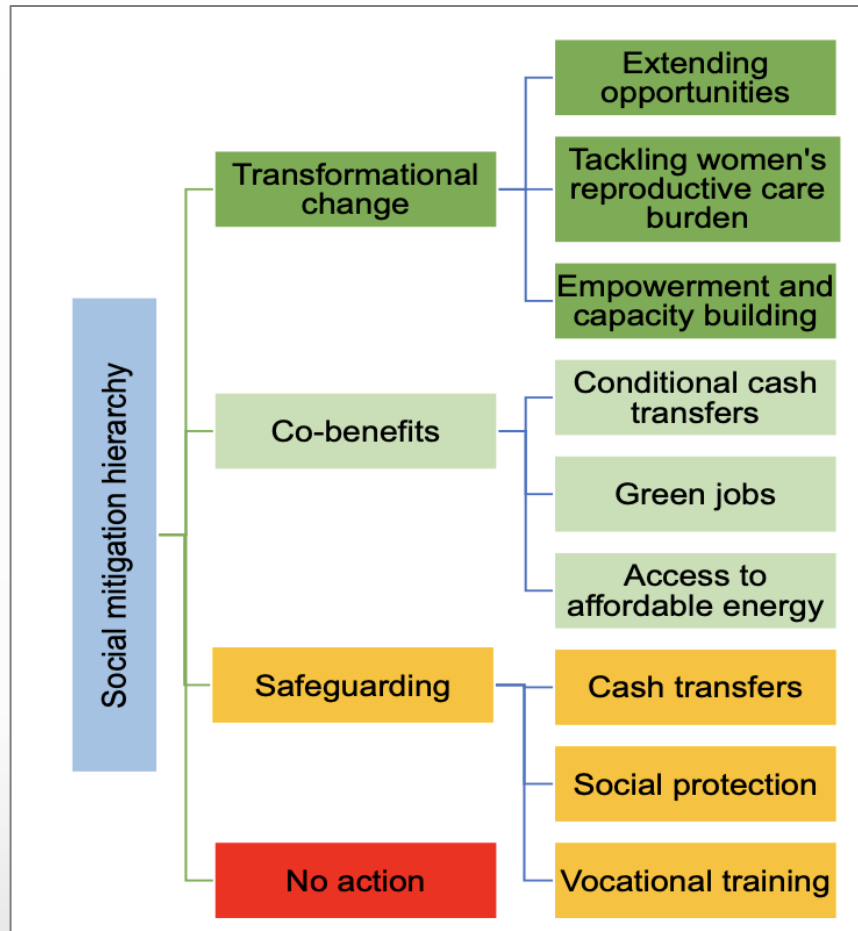 Social mitigation hierarchy
Transformational
change
Extending
opportunities
Tackling women's
reproductive care
burden
Empowerment and
capacity building
Co-benefits
Conditional cash
transfers
Green jobs
Access to
affordable energy
Safeguarding
Cash transfers
Social protection
Vocational training
No action